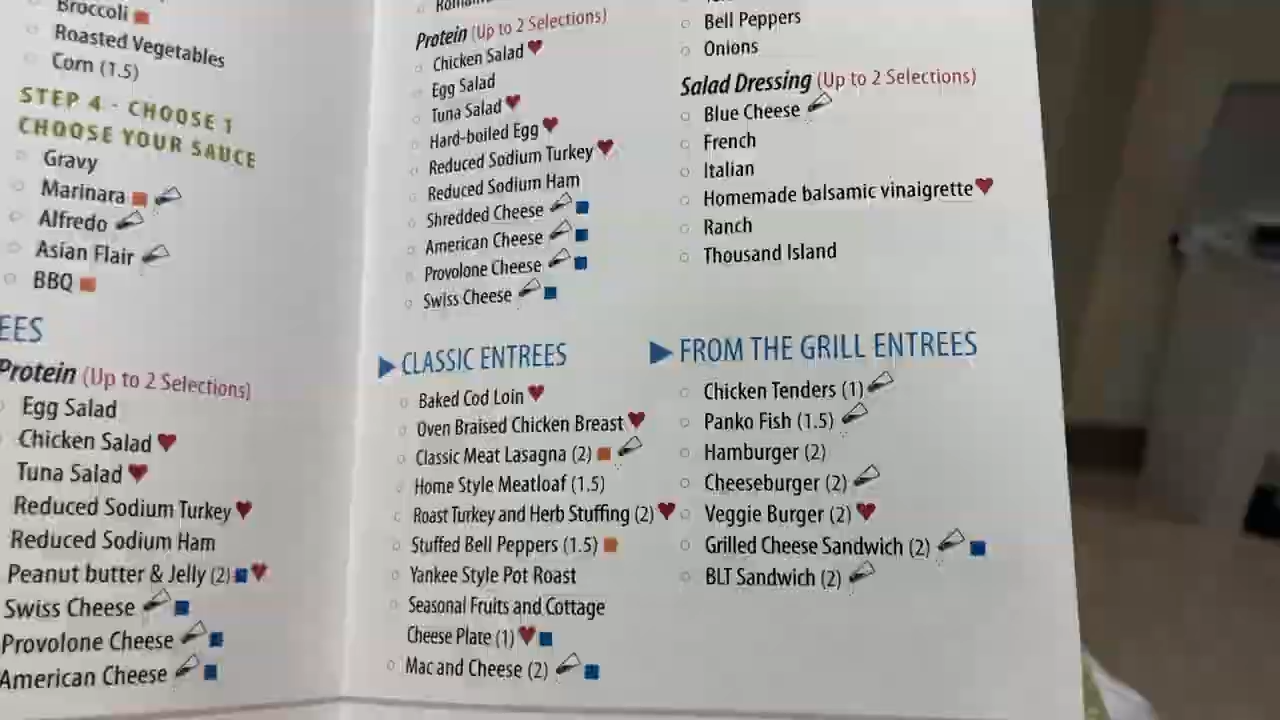 Broccoli
Roasted Vegetables
Corn (1.5)
STEP 4 - CHOOSE 1
CHOOSE YOUR SAUCE
Gravy
Marinara
Alfredo
Asian Flair
BBQ
EES
Protein (Up to 2 Selections)
Egg Salad
Chicken Salad
Tuna Salad
Reduced Sodium Turkey
Reduced Sodium Ham
Peanut butter & Jelly (2)
Swiss Cheese
Provolone Cheese
American Cheese
Protein (Up to 2 Selections)
Chicken Salad
Egg Salad
Tuna Salad
Hard-boiled Egg
Reduced Sodium Turkey
Reduced Sodium Ham
Shredded Cheese
American Cheese
Provolone Cheese
Swiss Cheese
CLASSIC ENTREES
Baked Cod Loin
Oven Braised Chicken Breast
Classic Meat Lasagna (2)
Home Style Meatloaf (1.5)
Roast Turkey and Herb Stuffing (2)
Stuffed Bell Peppers (1.5)
Yankee Style Pot Roast
Seasonal Fruits and Cottage
Cheese Plate (1)
Mac and Cheese (2)
Bell Peppers
Onions
Salad Dressing (Up to 2 Selections)
Blue Cheese
French
Italian
Homemade balsamic vinaigrette
Ranch
Thousand Island
FROM THE GRILL ENTREES
Chicken Tenders (1)
Panko Fish (1.5)
Hamburger (2)
Cheeseburger (2)
Veggie Burger (2)
Grilled Cheese Sandwich (2)
BLT Sandwich (2)